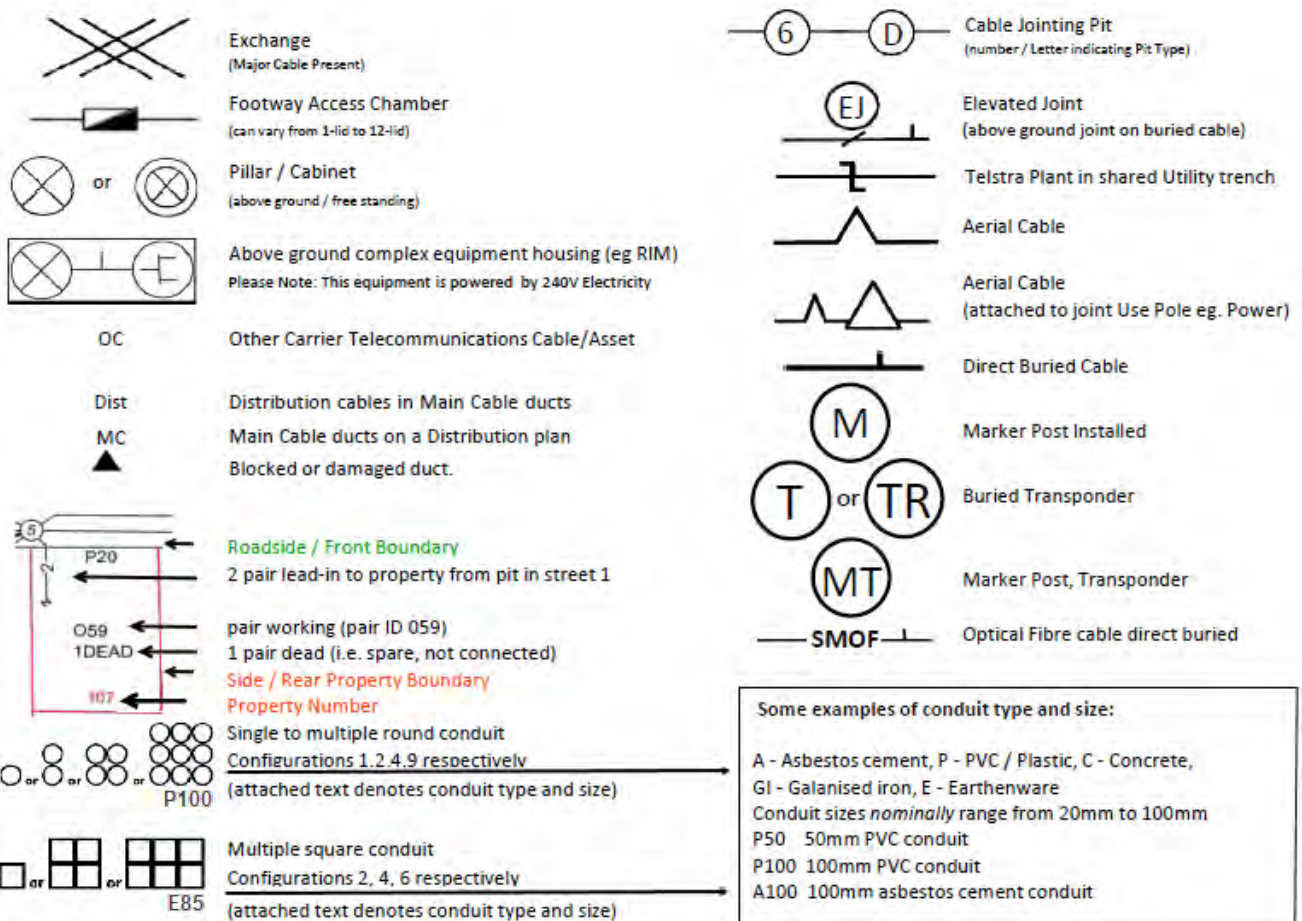 Exchange
(Major Cable Present)
Footway Access Chamber
(can vary from 1-lid to 12-lid)
or
Pillar / Cabinet
(above ground / free standing)
Above ground complex equipment housing (eg RIM)
Please Note: This equipment is powered by 240V Electricity
OC Other Carrier Telecommunications Cable/Asset
Dist Distribution cables in Main Cable ducts
MC Main Cable ducts on a Distribution plan
Blocked or damaged duct.
5
Roadside / Front Boundary
P20
2
2 pair lead-in to property from pit in street 1
O59 pair working (pair ID 059)
1DEAD 1 pair dead (i.e. spare, not connected)
Side / Rear Property Boundary
107 Property Number
Single to multiple round conduit
or or or Configurations 1.2.4.9 respectively
P100 (attached text denotes conduit type and size)
Multiple square conduit
or or Configurations 2, 4, 6 respectively
E85 (attached text denotes conduit type and size)
6 D Cable Jointing Pit
(number / Letter indicating Pit Type)
EJ Elevated Joint
(above ground joint on buried cable)
Telstra Plant in shared Utility trench
Aerial Cable
Aerial Cable
(attached to joint Use Pole eg. Power)
Direct Buried Cable
M Marker Post Installed
T or TR Buried Transponder
MT Marker Post, Transponder
SMOF Optical Fibre cable direct buried
Some examples of conduit type and size:
A - Asbestos cement, P - PVC / Plastic, C - Concrete,
GI - Galanised iron, E - Earthenware
Conduit sizes nominally range from 20mm to 100mm
P50 50mm PVC conduit
P100 100mm PVC conduit
A100 100mm asbestos cement conduit